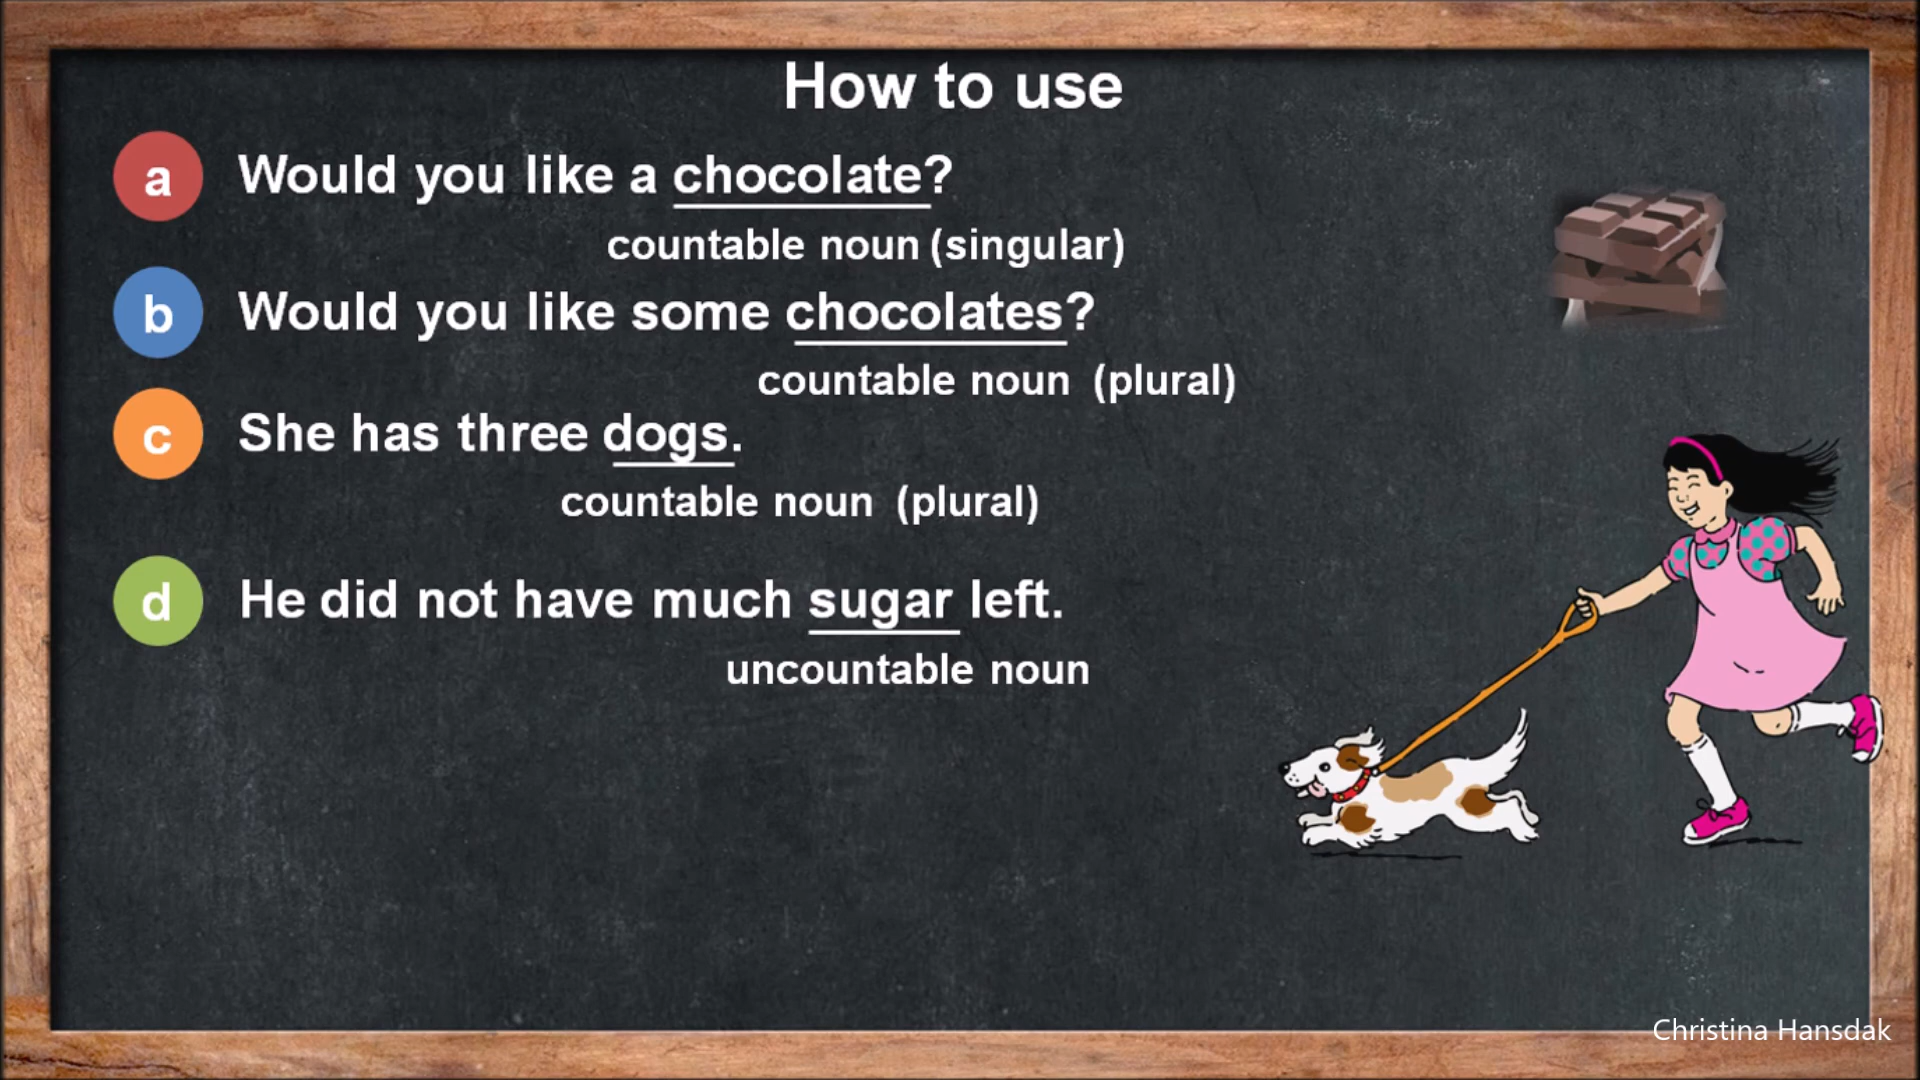 How to use
a Would you like a chocolate?
countable noun (singular)
b Would you like some chocolates?
countable noun (plural)
c She has three dogs.
countable noun (plural)
d He did not have much sugar left.
uncountable noun
Christina Hansdak